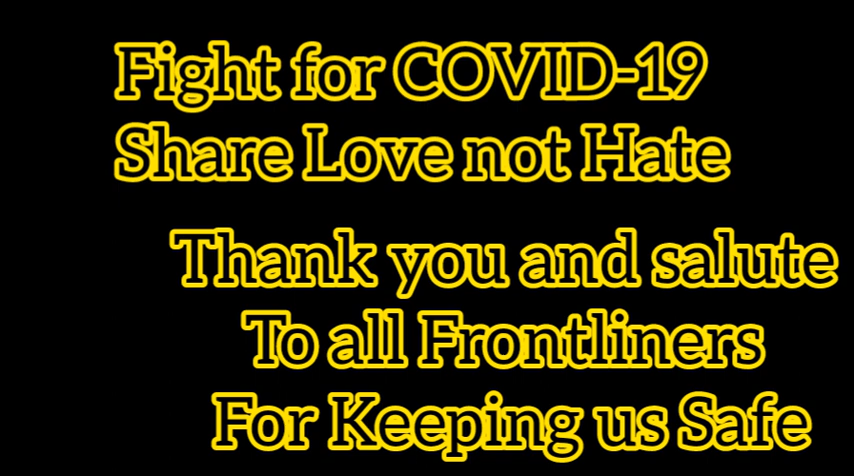 Fight for COVID-19
Share Love not Hate
Thank you and salute
To all Frontliners
For Keeping us Safe